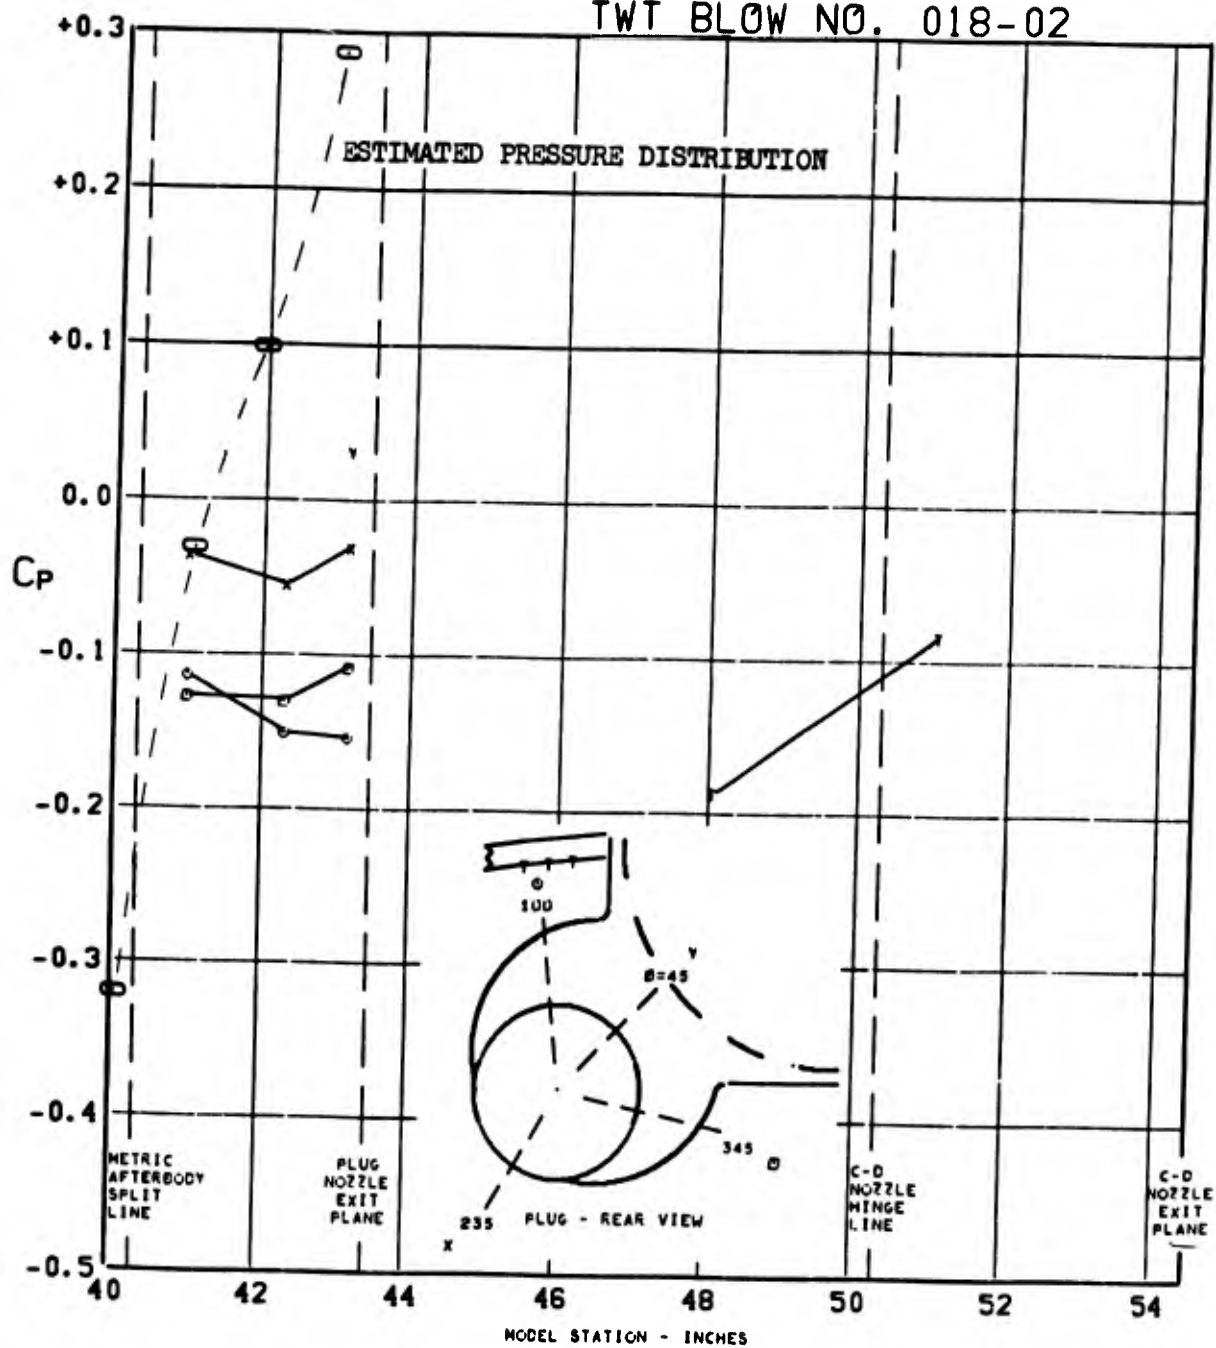 TWT BLOW NO. 018-02
+0.3
ESTIMATED PRESSURE DISTRIBUTION
+0.2
+0.1
0.0
CP
-0.1
-0.2
100
-0.3
θ=45
-0.4
345
METRIC
AFTERBODY
SPLIT
LINE
PLUG
NOZZLE
EXIT
PLANE
C-D
NOZZLE
HINGE
LINE
C-D
NOZZLE
EXIT
PLANE
235
PLUG - REAR VIEW
-0.5
40 42 44 46 48 50 52 54
MODEL STATION - INCHES